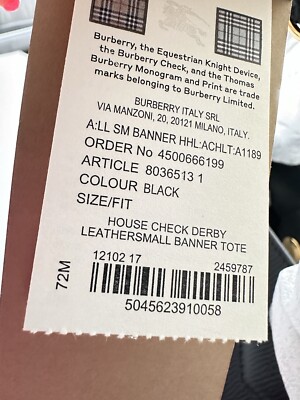 Burberry, the Equestrian Knight Device,
the Burberry Check, and the Thomas
Burberry Monogram and Print are trade
marks belonging to Burberry Limited.
BURBERRY ITALY SRL
VIA MANZONI, 20, 20121 MILANO, ITALY.
A:LL SM BANNER HHL:ACHLT:A1189
ORDER No 4500666199
ARTICLE 8036513 1
COLOUR BLACK
SIZE/FIT
HOUSE CHECK DERBY
LEATHERSMALL BANNER TOTE
72M
12102 17 2459787
5045623910058